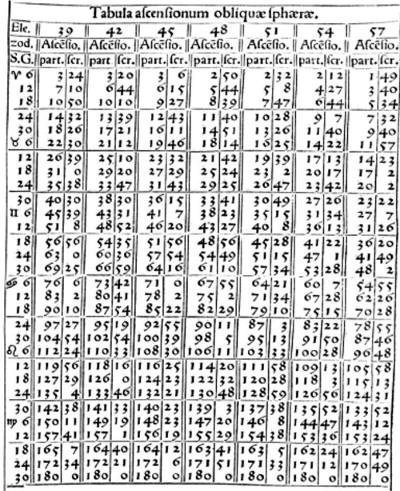 Tabula ascensionum obliquæ sphæræ.
Ele. 39 42 45 48 51 54 57
zod. Ascēsio. Ascēsio. Ascēsio. Ascēsio. Ascēsio. Ascēsio. Ascēsio.
S.G. part. scr. part scr. part. scr. part. scr. part. scr. part. scr. part. scr.
♈ 6 3 34 3 20 3 6 2 50 2 32 2 12 1 49
12 7 10 6 44 6 15 5 44 5 8 4 27 3 40
18 10 50 10 10 9 27 8 39 7 47 6 44 5 34
24 14 32 13 39 12 43 11 40 10 28 9 7 7 32
30 18 26 17 21 16 11 14 51 13 26 11 40 9 40
♉ 6 22 30 21 12 19 46 18 14 16 25 14 22 11 57
12 26 39 25 10 23 32 21 42 19 39 17 13 14 23
18 31 0 29 20 27 29 25 24 23 2 20 17 17 2
24 35 38 33 47 31 43 29 25 26 47 23 42 20 2
30 40 30 38 30 36 15 33 41 30 49 27 26 23 22
♊ 6 45 39 43 31 41 7 38 23 35 15 31 34 27 7
12 51 8 48 52 46 20 43 27 40 8 36 13 31 26
18 56 56 54 35 51 56 48 56 45 28 41 22 36 20
24 63 0 60 36 57 54 54 49 51 15 47 1 41 49
30 69 25 66 59 64 16 61 10 57 34 53 28 48 2
♋ 6 76 6 73 42 71 0 67 55 64 21 60 7 54 55
12 83 2 80 41 78 2 75 2 71 34 67 28 62 26
18 90 10 87 54 85 22 82 29 79 10 75 15 70 28
24 97 27 95 19 92 55 90 11 87 3 83 22 78 55
30 104 54 102 54 100 39 98 5 95 13 91 50 87 46
♌ 6 112 24 110 33 108 30 106 11 103 33 100 28 96 48
12 119 56 118 16 116 25 114 20 111 58 109 13 105 58
18 127 29 126 0 124 23 122 32 120 28 118 3 115 13
24 135 4 133 46 132 21 130 48 128 59 126 56 124 31
30 142 38 141 33 140 23 139 3 137 38 135 52 133 52
♍ 6 150 11 149 19 148 23 147 20 146 8 144 47 143 12
12 157 41 157 1 156 19 155 29 154 38 153 36 153 24
18 165 7 164 40 164 12 163 41 163 5 162 24 162 47
24 172 34 172 21 172 6 171 51 171 33 171 12 170 49
30 180 0 180 0 180 0 180 0 180 0 180 0 180 0